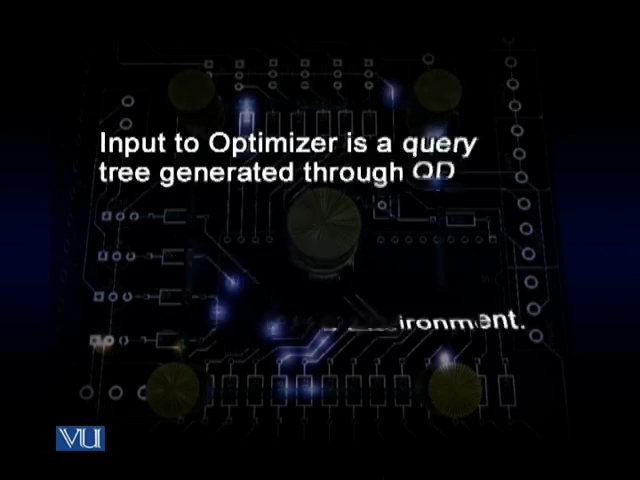 Input to Optimizer is a query
tree generated through QD
ironment.
VU